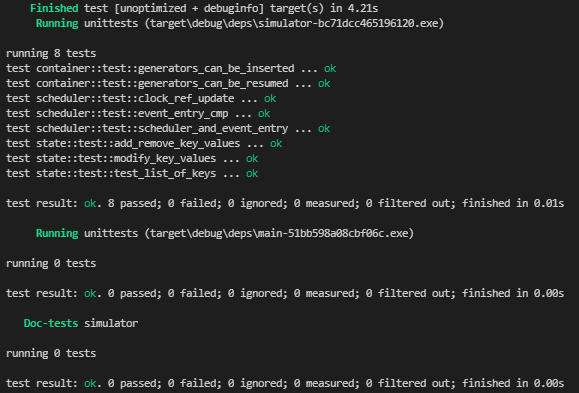 Finished test [unoptimized + debuginfo] target(s) in 4.21s
Running unittests (target\debug\deps\simulator-bc71dcc465196120.exe)
running 8 tests
test container::test::generators_can_be_inserted ... ok
test container::test::generators_can_be_resumed ... ok
test scheduler::test::clock_ref_update ... ok
test scheduler::test::event_entry_cmp ... ok
test scheduler::test::scheduler_and_event_entry ... ok
test state::test::add_remove_key_values ... ok
test state::test::modify_key_values ... ok
test state::test::test_list_of_keys ... ok
test result: ok. 8 passed; 0 failed; 0 ignored; 0 measured; 0 filtered out; finished in 0.01s
Running unittests (target\debug\deps\main-51bb598a08cbf06c.exe)
running 0 tests
test result: ok. 0 passed; 0 failed; 0 ignored; 0 measured; 0 filtered out; finished in 0.00s
Doc-tests simulator
running 0 tests
test result: ok. 0 passed; 0 failed; 0 ignored; 0 measured; 0 filtered out; finished in 0.00s